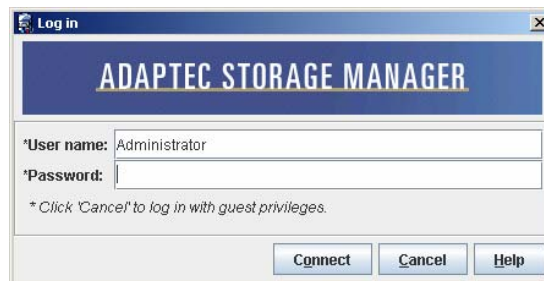 Log in
ADAPTEC STORAGE MANAGER
*User name: Administrator
*Password:
* Click 'Cancel' to log in with guest privileges.
Connect Cancel Help